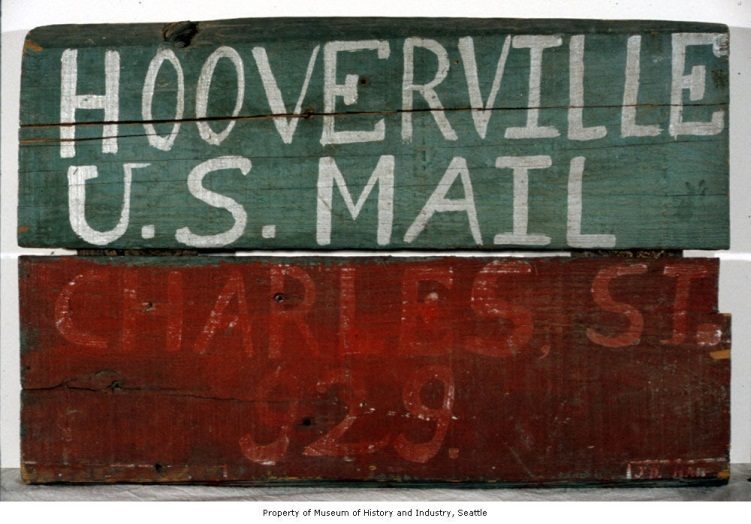 HOOVERVILLE
U.S. MAIL
CHARLES, ST.
929.
Property of Museum of History and Industry, Seattle